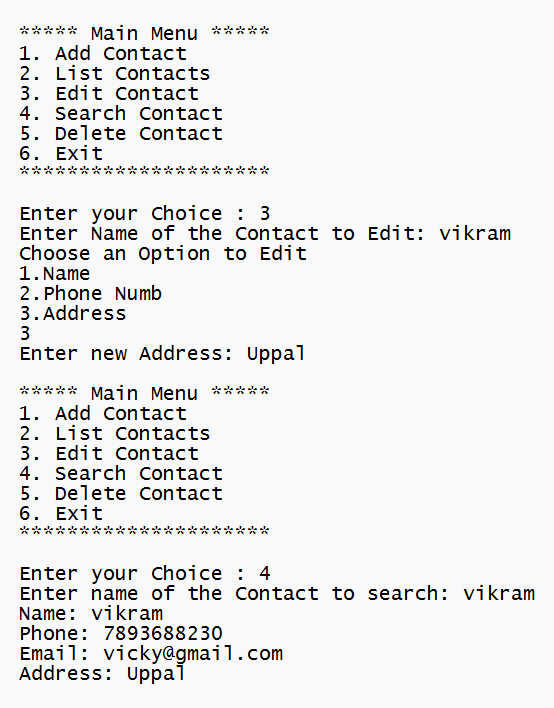 ***** Main Menu *****
1. Add Contact
2. List Contacts
3. Edit Contact
4. Search Contact
5. Delete Contact
6. Exit
*********************
Enter your Choice : 3
Enter Name of the Contact to Edit: vikram
Choose an Option to Edit
1.Name
2.Phone Numb
3.Address
3
Enter new Address: Uppal
***** Main Menu *****
1. Add Contact
2. List Contacts
3. Edit Contact
4. Search Contact
5. Delete Contact
6. Exit
*********************
Enter your Choice : 4
Enter name of the Contact to search: vikram
Name: vikram
Phone: 7893688230
Email: vicky@gmail.com
Address: Uppal